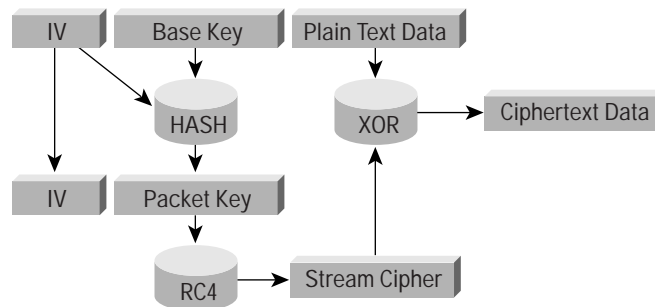 IV
Base Key
Plain Text Data
HASH
XOR
Ciphertext Data
IV
Packet Key
RC4
Stream Cipher